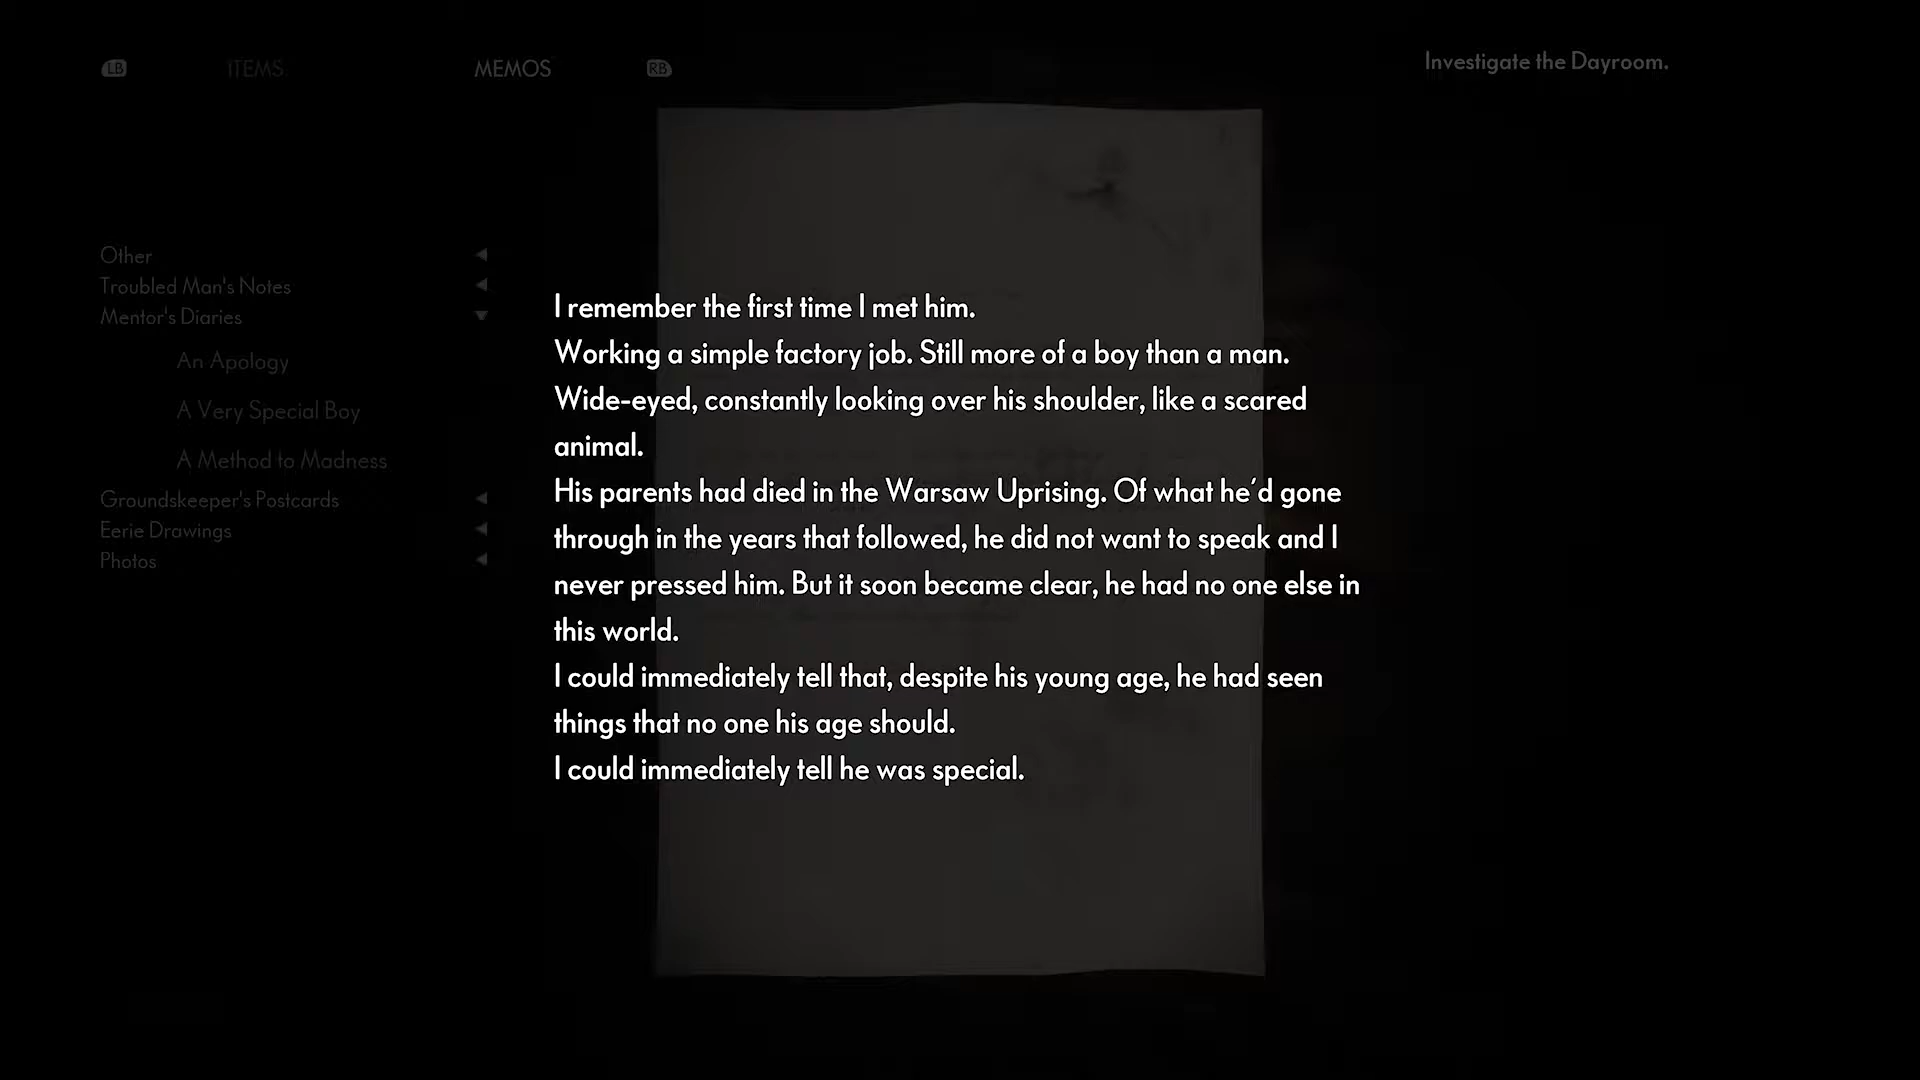 LB
ITEMS
MEMOS
RB
Investigate the Dayroom.
Other
Troubled Man's Notes
Mentor's Diaries
An Apology
A Very Special Boy
A Method to Madness
Groundskeeper's Postcards
Eerie Drawings
Photos
I remember the first time I met him.
Working a simple factory job. Still more of a boy than a man.
Wide-eyed, constantly looking over his shoulder, like a scared
animal.
His parents had died in the Warsaw Uprising. Of what he'd gone
through in the years that followed, he did not want to speak and I
never pressed him. But it soon became clear, he had no one else in
this world.
I could immediately tell that, despite his young age, he had seen
things that no one his age should.
I could immediately tell he was special.